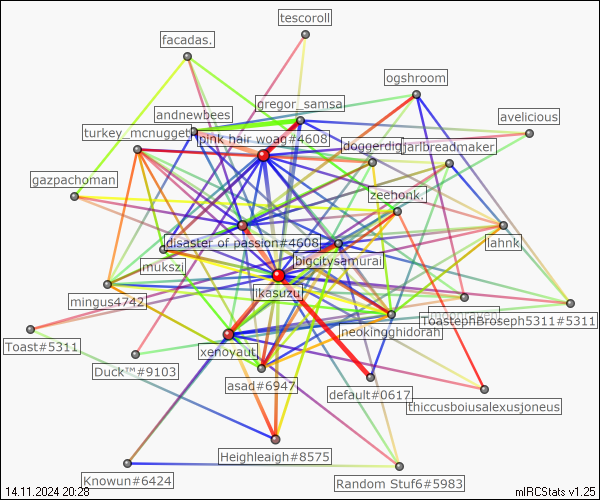 tescoroll
facadas.
ogshroom
gregor_samsa
andnewbees
avelicious
turkey_mcnugget
pink hair woag#4608
doggerdig
jarlbreadmaker
gazpachoman
zeehonk.
disaster of passion#4608
lahnk
mukszi
bigcitysamurai
ikasuzu
mingus4742
ToastephBroseph5311#5311
neokingghidorah
Toast#5311
xenoyaut
Duck™#9103
asad#6947
default#0617
thiccusboiusalexusjoneus
Heighleaigh#8575
Knowun#6424
Random Stuf6#5983
14.11.2024 20:28
mIRCStats v1.25